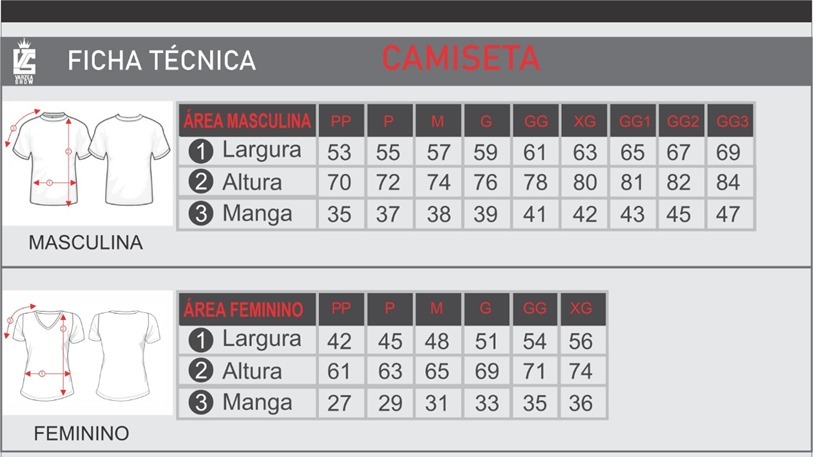 VS
VARZEA
SHOW
FICHA TÉCNICA
CAMISETA
ÁREA MASCULINA PP P M G GG XG GG1 GG2 GG3
1 Largura 53 55 57 59 61 63 65 67 69
2 Altura 70 72 74 76 78 80 81 82 84
3 Manga 35 37 38 39 41 42 43 45 47
MASCULINA
ÁREA FEMININO PP P M G GG XG
1 Largura 42 45 48 51 54 56
2 Altura 61 63 65 69 71 74
3 Manga 27 29 31 33 35 36
FEMININO